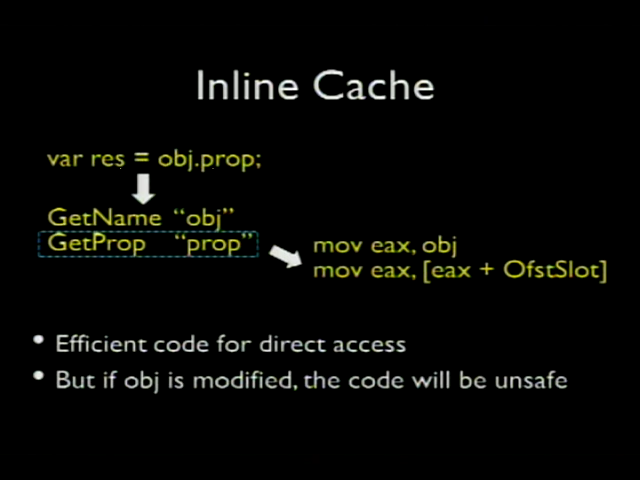 Inline Cache
var res = obj.prop;
GetName “obj”
GetProp “prop”
mov eax, obj
mov eax, [eax + OfstSlot]
• Efficient code for direct access
• But if obj is modified, the code will be unsafe